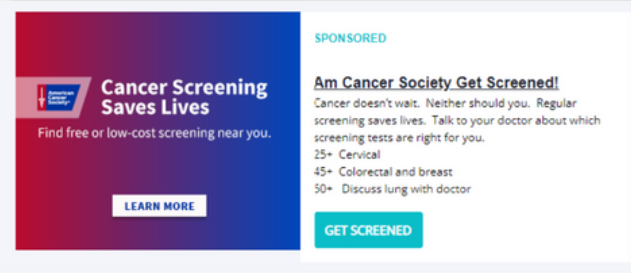 American
Cancer
Society
Cancer Screening
Saves Lives
Find free or low-cost screening near you.
LEARN MORE
SPONSORED
Am Cancer Society Get Screened!
Cancer doesn't wait. Neither should you. Regular
screening saves lives. Talk to your doctor about which
screening tests are right for you.
25+ Cervical
45+ Colorectal and breast
50+ Discuss lung with doctor
GET SCREENED